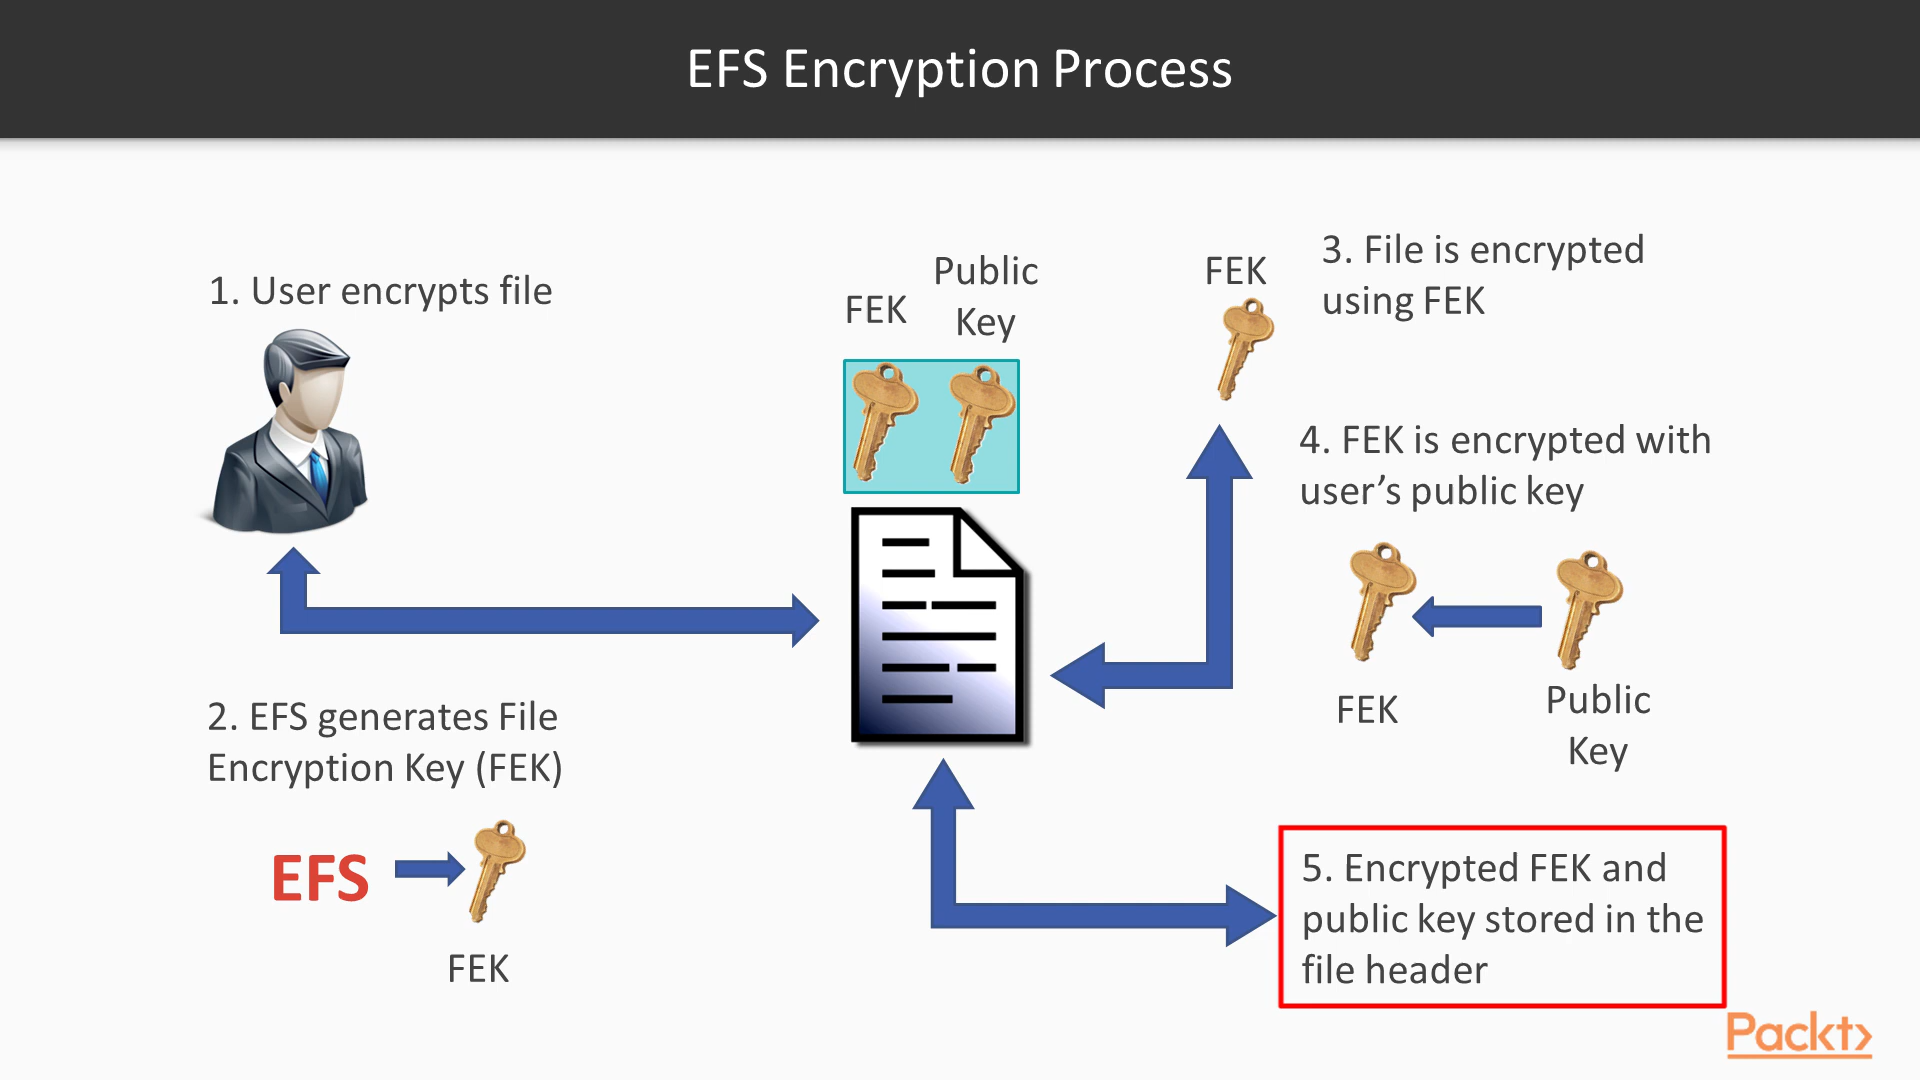 EFS Encryption Process
1. User encrypts file
2. EFS generates File
Encryption Key (FEK)
EFS
FEK
FEK
Public
Key
FEK
3. File is encrypted
using FEK
4. FEK is encrypted with
user’s public key
FEK
Public
Key
5. Encrypted FEK and
public key stored in the
file header
Packt>